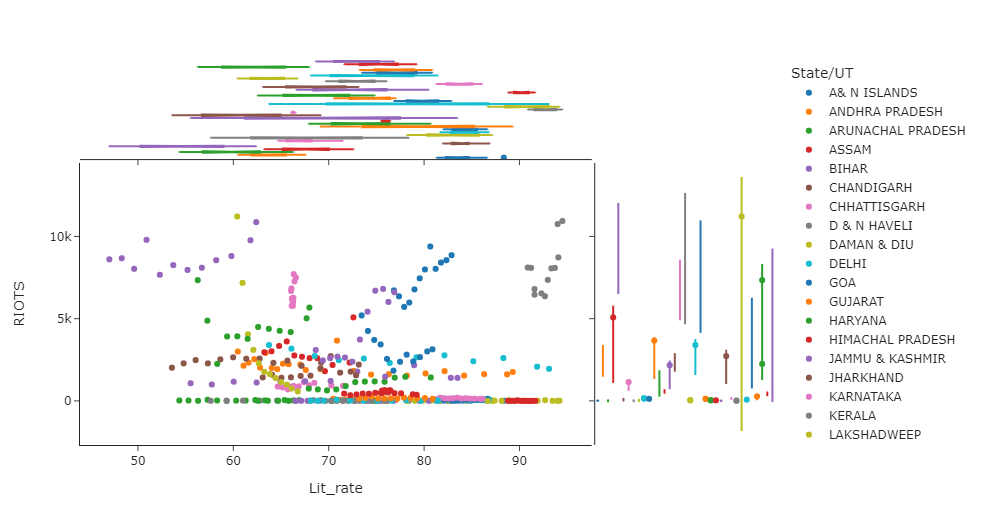 State/UT
A& N ISLANDS
ANDHRA PRADESH
ARUNACHAL PRADESH
ASSAM
BIHAR
CHANDIGARH
CHHATTISGARH
D & N HAVELI
DAMAN & DIU
DELHI
GOA
GUJARAT
HARYANA
HIMACHAL PRADESH
JAMMU & KASHMIR
JHARKHAND
KARNATAKA
KERALA
LAKSHADWEEP
10k
5k
0
RIOTS
50 60 70 80 90
Lit_rate